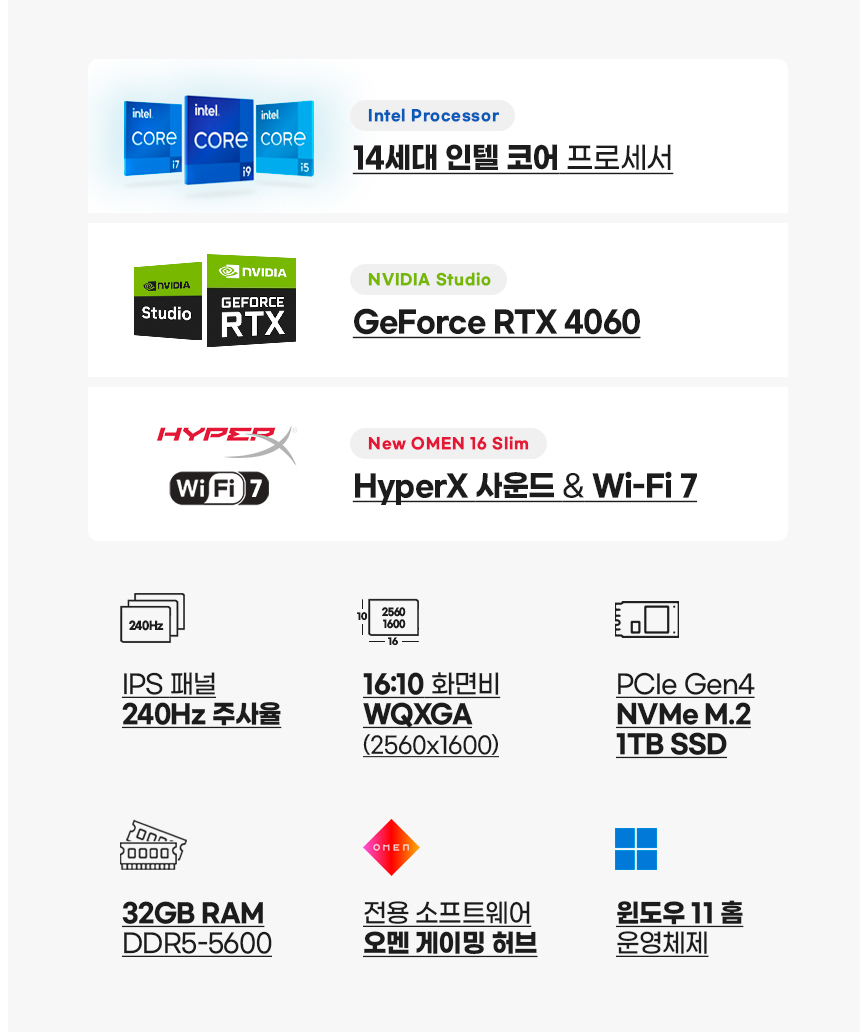 intel.
CORE
i7
intel.
CORE
i9
intel
CORE
i5
Intel Processor
14세대 인텔 코어 프로세서
NVIDIA
Studio
NVIDIA
GEFORCE
RTX
NVIDIA Studio
GeForce RTX 4060
HYPERX
Wi Fi 7
New OMEN 16 Slim
HyperX 사운드 & Wi-Fi 7
240Hz
IPS 패널
240Hz 주사율
10
2560
1600
16
16:10 화면비
WQXGA
(2560x1600)
PCIe Gen4
NVMe M.2
1TB SSD
32GB RAM
DDR5-5600
OMEN
전용 소프트웨어
오멘 게이밍 허브
윈도우 11 홈
운영체제